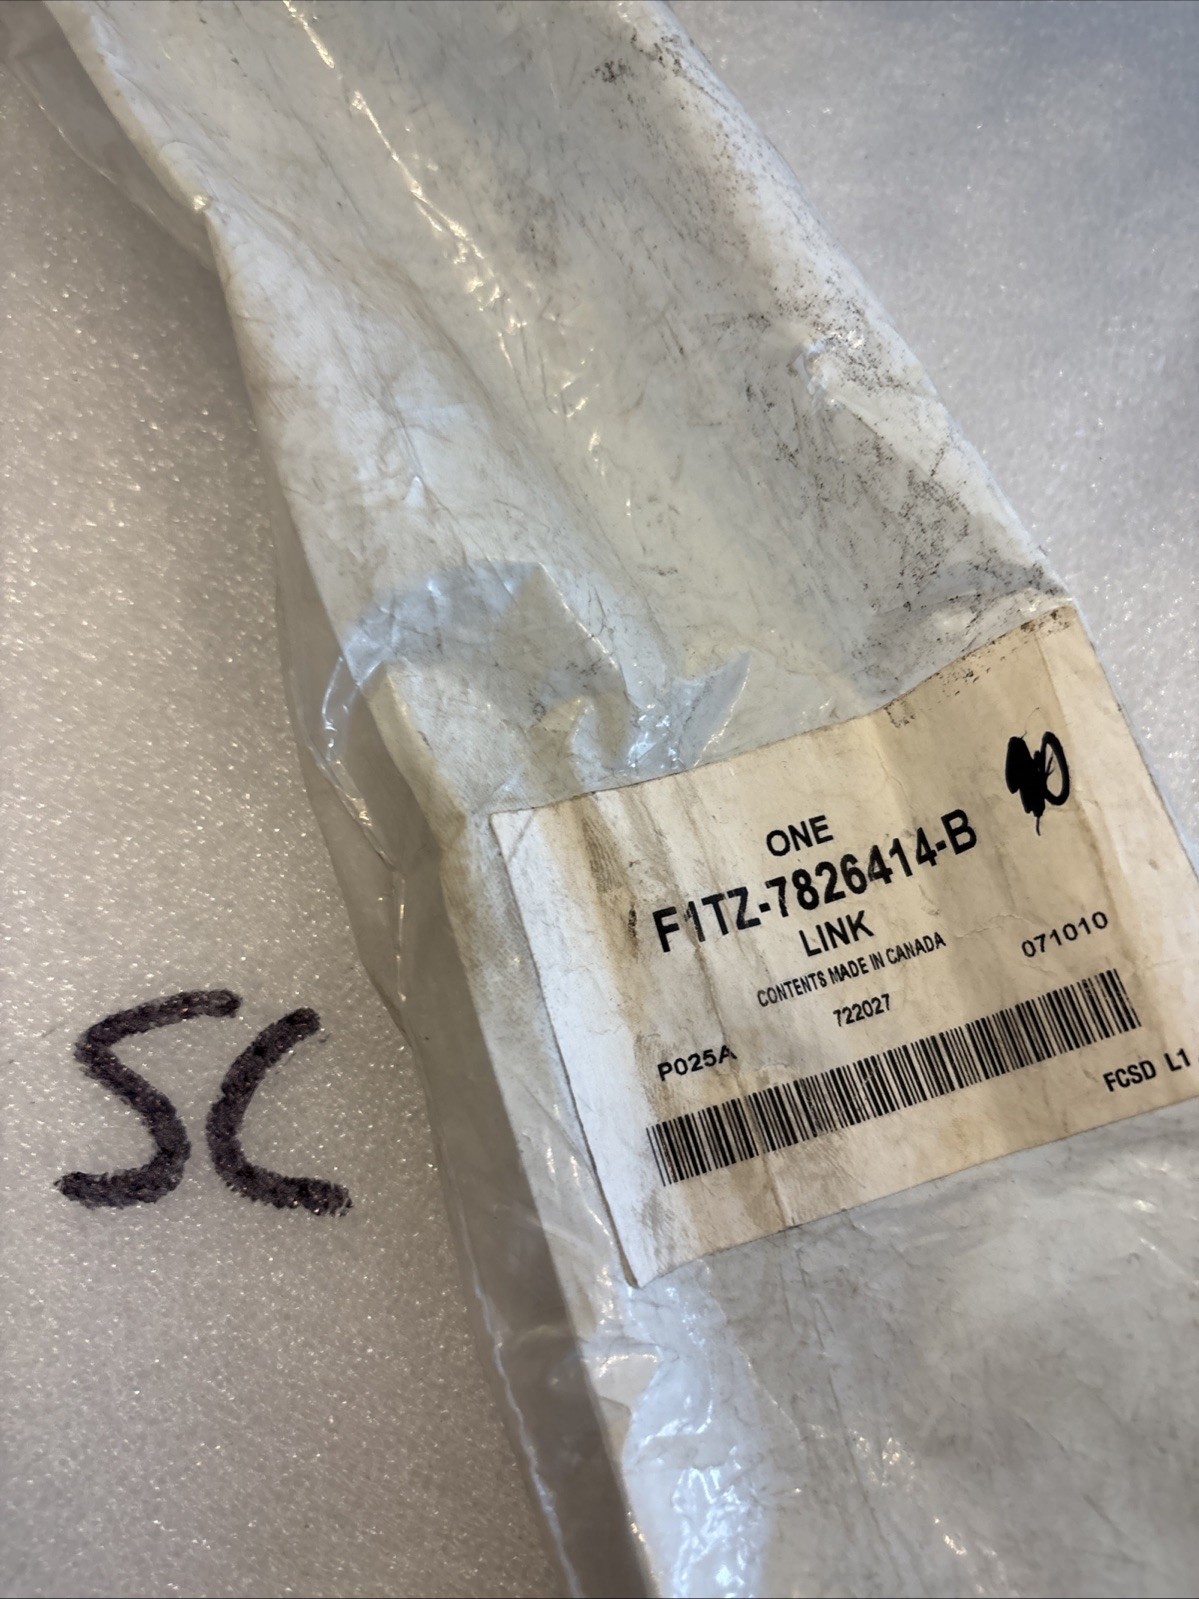 ONE
F1TZ-7826414-B
LINK
CONTENTS MADE IN CANADA
071010
722027
P025A
FCSD L1
SC